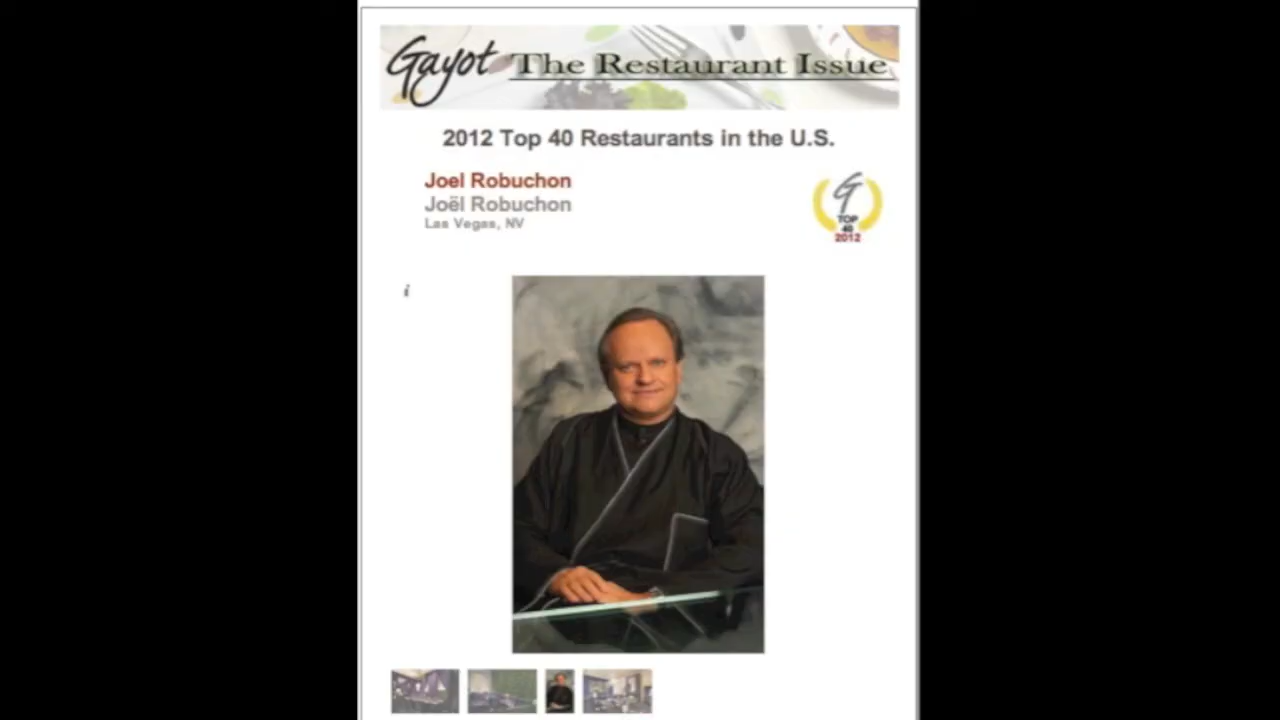 Gayot The Restaurant Issue
2012 Top 40 Restaurants in the U.S.
Joel Robuchon
Joël Robuchon
Las Vegas, NV
G
TOP
40
2012
i